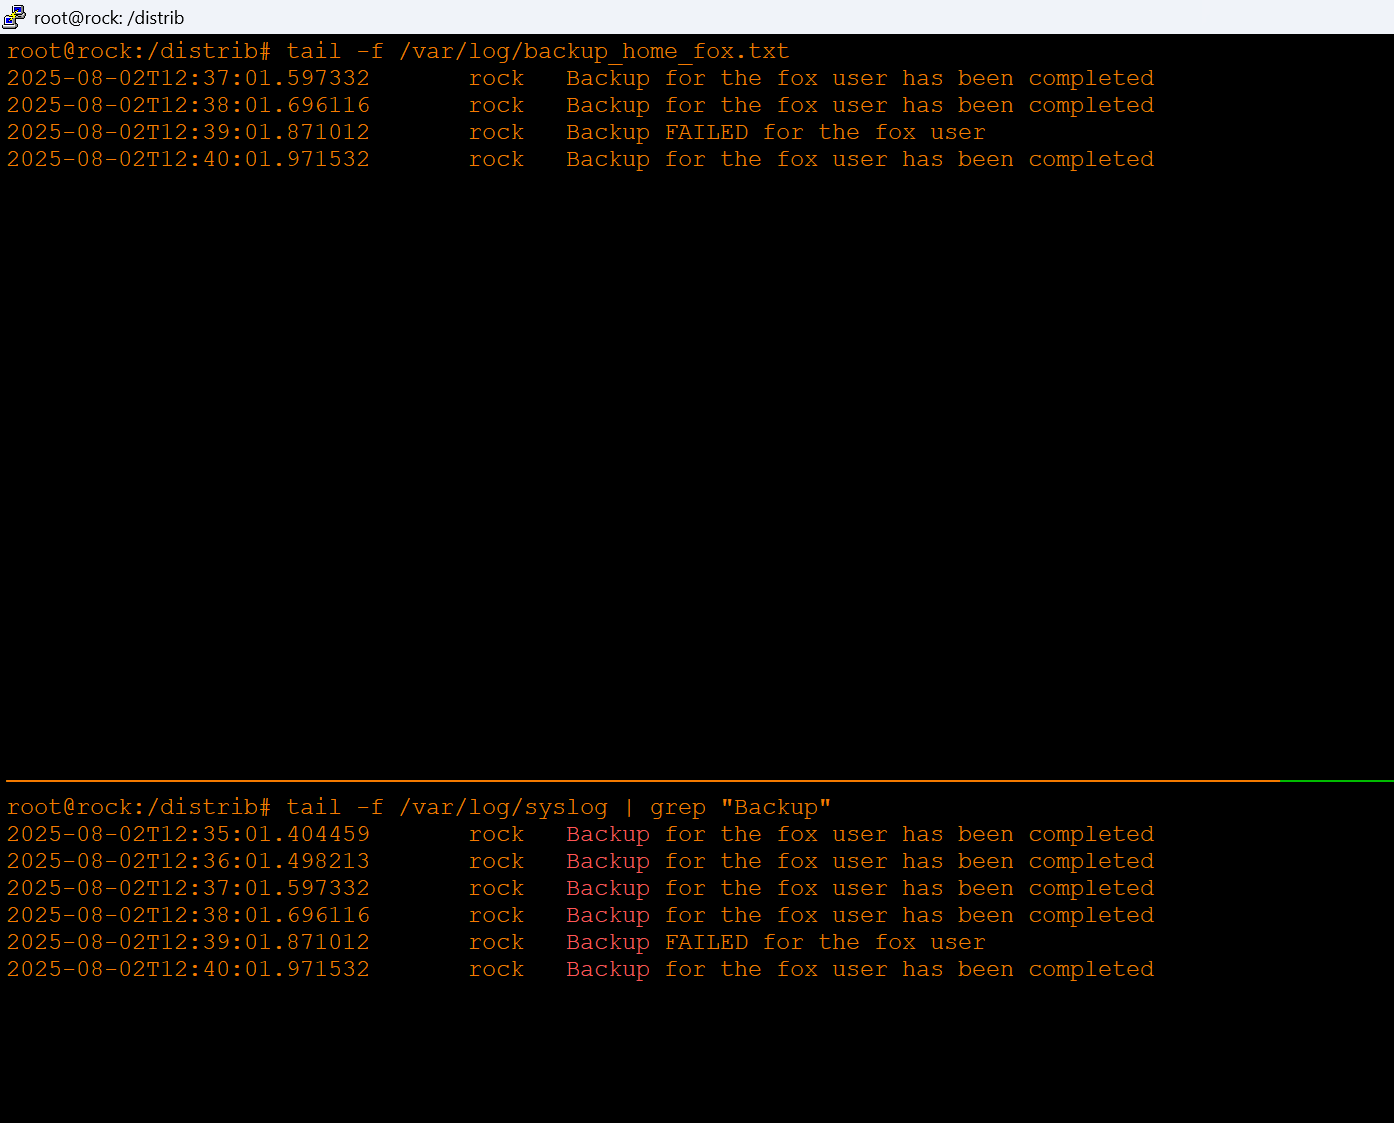 root@rock: /distrib
root@rock:/distrib# tail -f /var/log/backup_home_fox.txt
2025-08-02T12:37:01.597332       rock   Backup for the fox user has been completed
2025-08-02T12:38:01.696116       rock   Backup for the fox user has been completed
2025-08-02T12:39:01.871012       rock   Backup FAILED for the fox user
2025-08-02T12:40:01.971532       rock   Backup for the fox user has been completed
root@rock:/distrib# tail -f /var/log/syslog | grep "Backup"
2025-08-02T12:35:01.404459       rock   Backup for the fox user has been completed
2025-08-02T12:36:01.498213       rock   Backup for the fox user has been completed
2025-08-02T12:37:01.597332       rock   Backup for the fox user has been completed
2025-08-02T12:38:01.696116       rock   Backup for the fox user has been completed
2025-08-02T12:39:01.871012       rock   Backup FAILED for the fox user
2025-08-02T12:40:01.971532       rock   Backup for the fox user has been completed